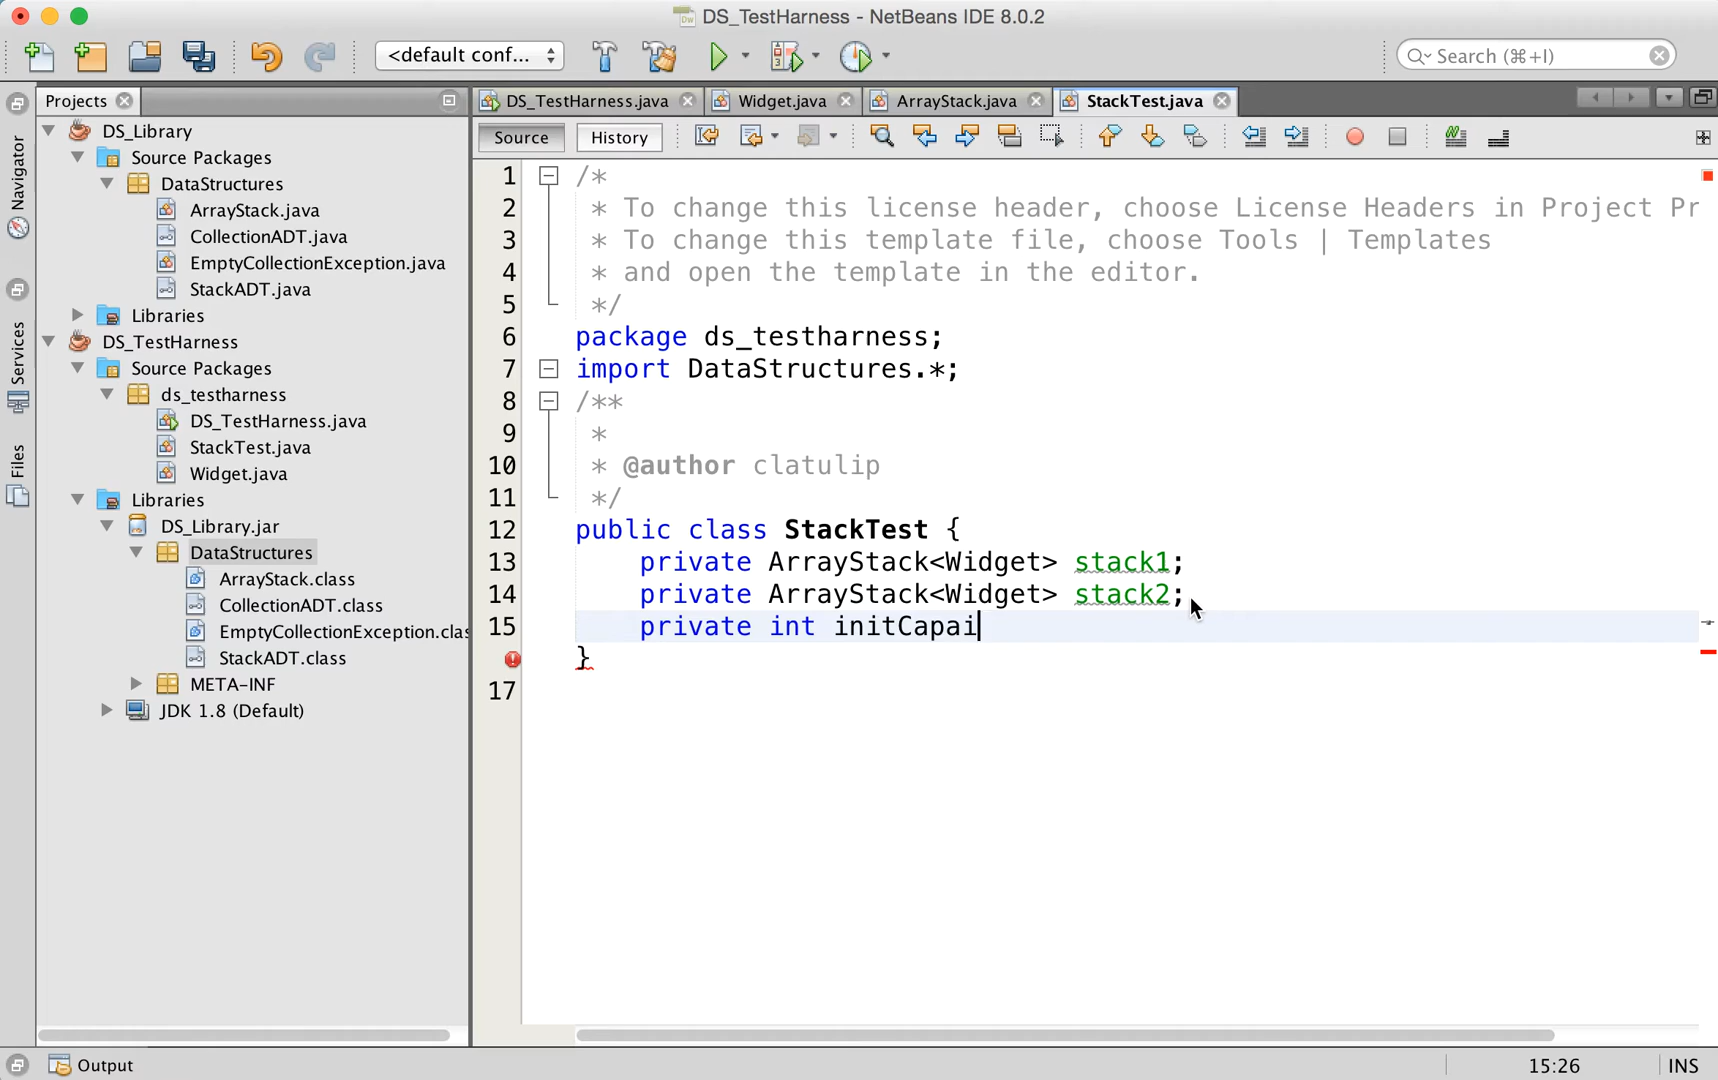 DS_TestHarness - NetBeans IDE 8.0.2
<default conf...
Search (⌘+I)
Projects
DS_TestHarness.java
Widget.java
ArrayStack.java
StackTest.java
Source
History
Navigator
Services
Files
DS_Library
Source Packages
DataStructures
ArrayStack.java
CollectionADT.java
EmptyCollectionException.java
StackADT.java
Libraries
DS_TestHarness
Source Packages
ds_testharness
DS_TestHarness.java
StackTest.java
Widget.java
Libraries
DS_Library.jar
DataStructures
ArrayStack.class
CollectionADT.class
EmptyCollectionException.clas
StackADT.class
META-INF
JDK 1.8 (Default)
1 /*
2 * To change this license header, choose License Headers in Project Pr
3 * To change this template file, choose Tools | Templates
4 * and open the template in the editor.
5 */
6 package ds_testharness;
7 import DataStructures.*;
8 /**
9 *
10 * @author clatulip
11 */
12 public class StackTest {
13 private ArrayStack<Widget> stack1;
14 private ArrayStack<Widget> stack2;
15 private int initCapai
}
17
Output
15:26
INS